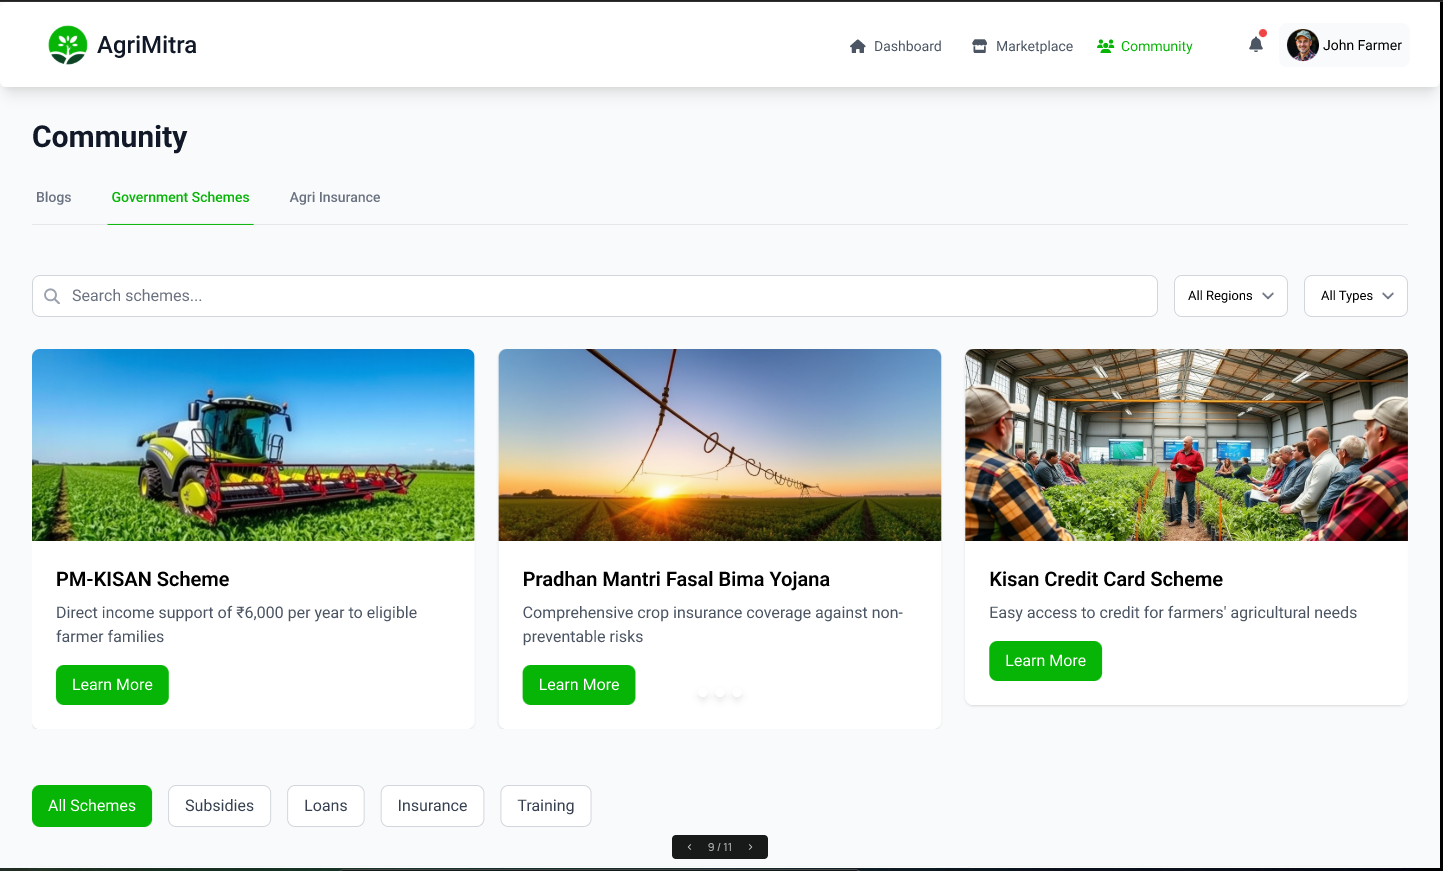 AgriMitra
Dashboard
Marketplace
Community
John Farmer
Community
Blogs
Government Schemes
Agri Insurance
Search schemes...
All Regions
All Types
PM-KISAN Scheme
Direct income support of ₹6,000 per year to eligible
farmer families
Learn More
Pradhan Mantri Fasal Bima Yojana
Comprehensive crop insurance coverage against non-
preventable risks
Learn More
Kisan Credit Card Scheme
Easy access to credit for farmers' agricultural needs
Learn More
All Schemes
Subsidies
Loans
Insurance
Training
9 / 11